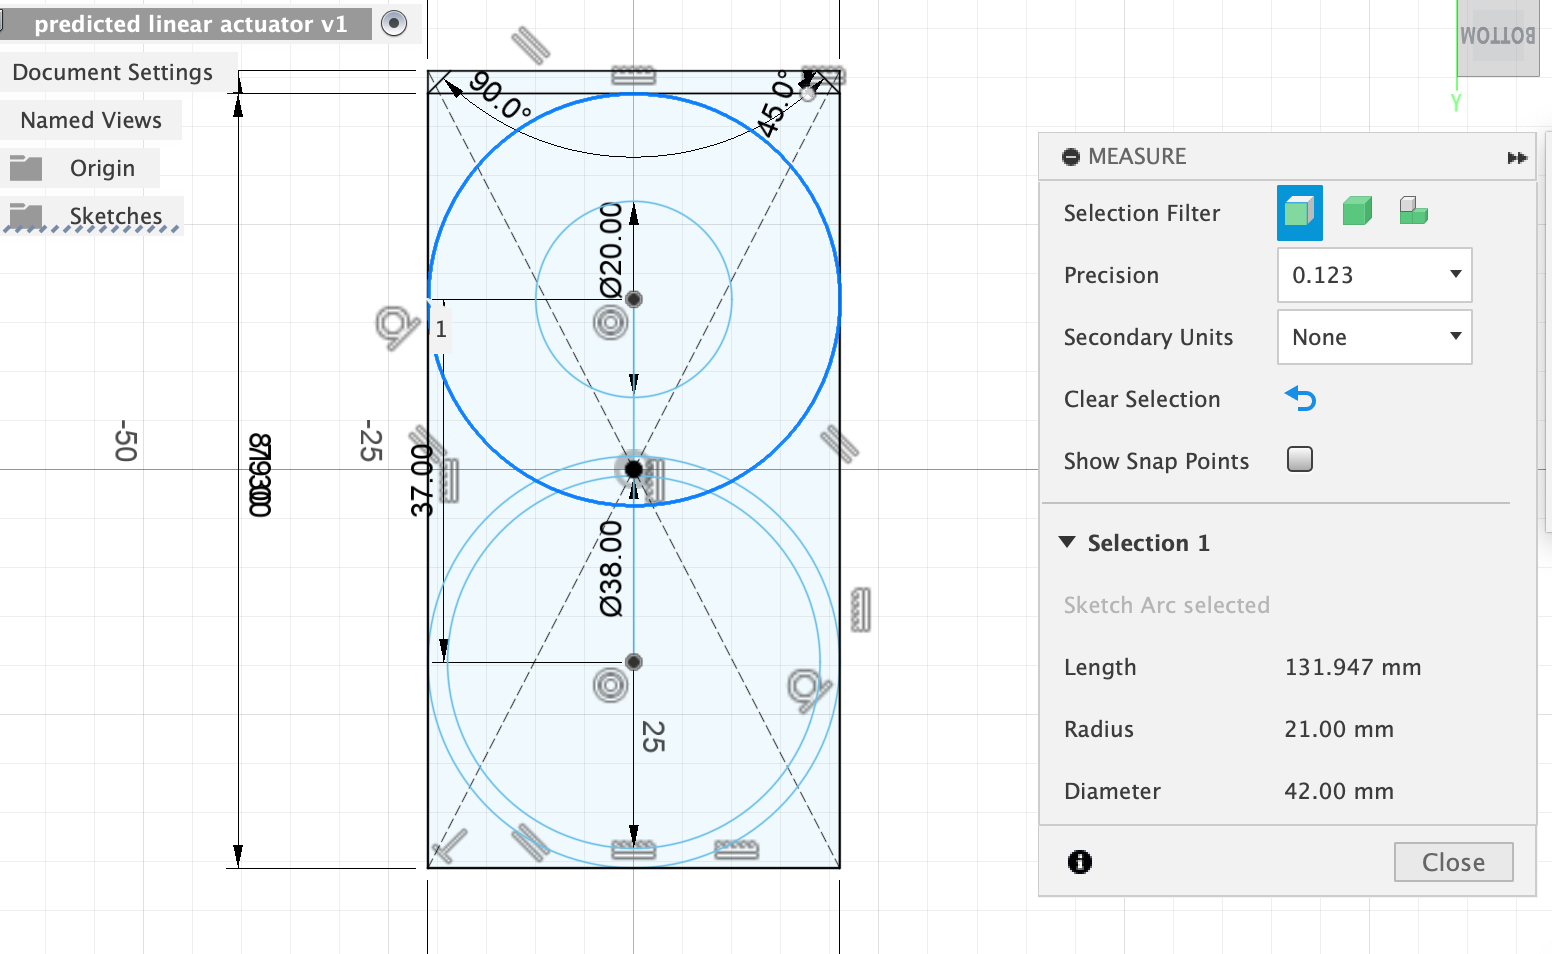 predicted linear actuator v1
Document Settings
Named Views
Origin
Sketches
BOTTOM
Y
90.0°
45.0°
Ø20.00
1
-50
-25
37.00
Ø38.00
25
MEASURE
Selection Filter
Precision 0.123
Secondary Units None
Clear Selection
Show Snap Points
Selection 1
Sketch Arc selected
Length 131.947 mm
Radius 21.00 mm
Diameter 42.00 mm
Close